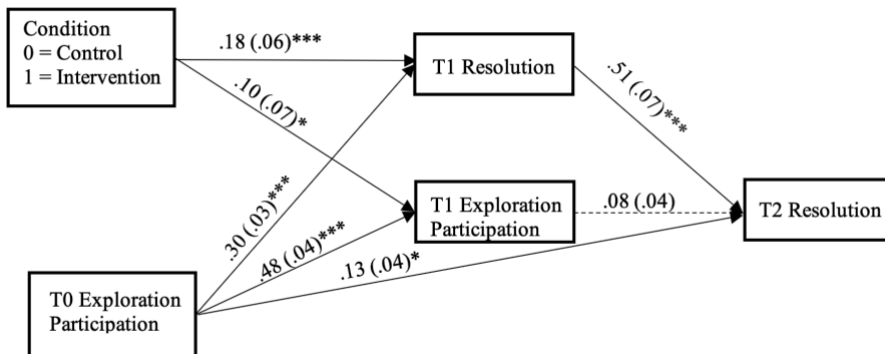 Condition
0 = Control
1 = Intervention
.18 (.06)***
T1 Resolution
.10 (.07)*
.51 (.07)***
.30 (.03)***
T1 Exploration
Participation
.08 (.04)
T2 Resolution
.48 (.04)***
.13 (.04)*
T0 Exploration
Participation